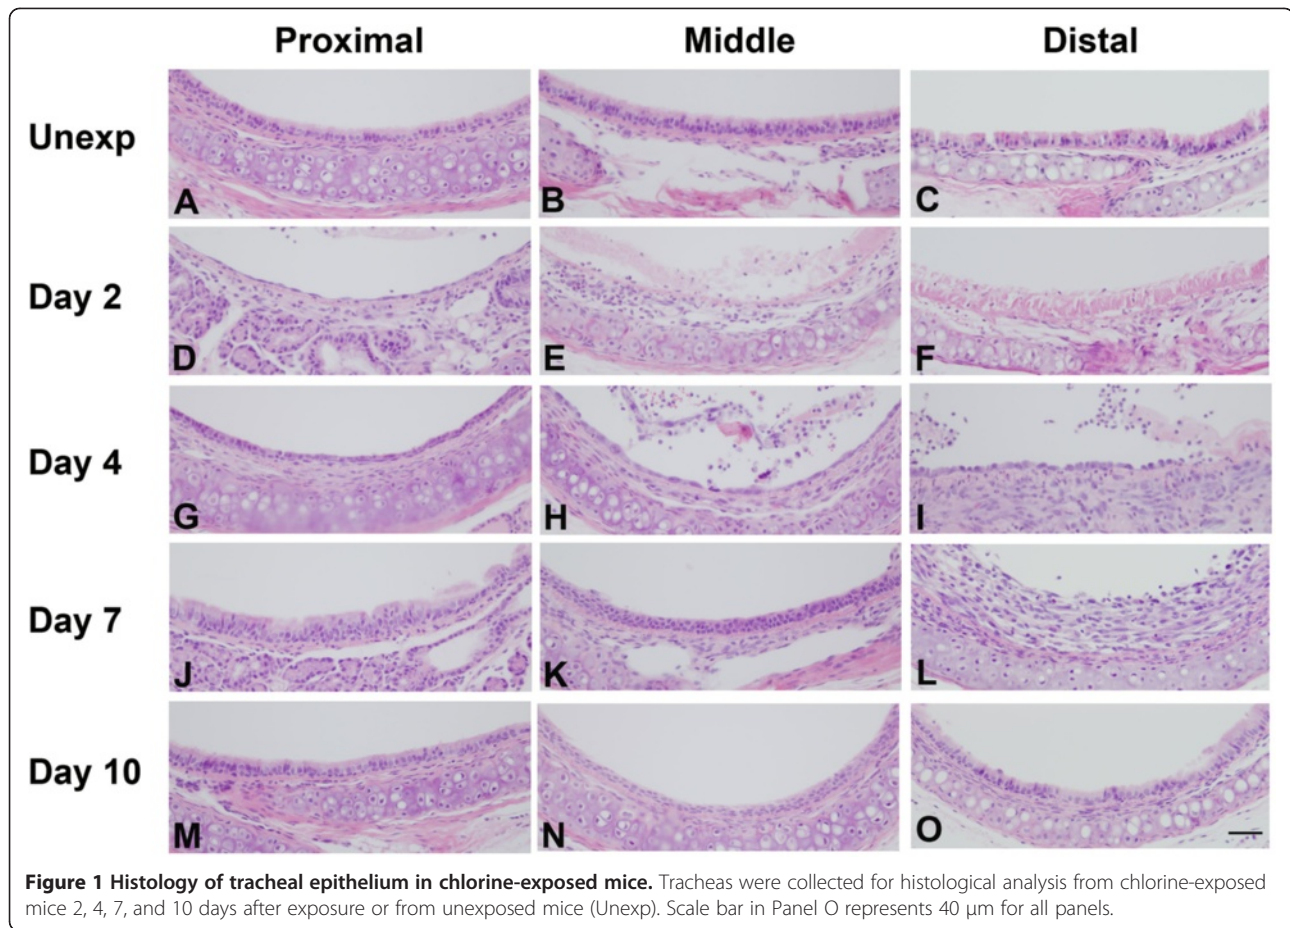 Proximal Middle Distal
Unexp
A B C
Day 2
D E F
Day 4
G H I
Day 7
J K L
Day 10
M N O
Figure 1 Histology of tracheal epithelium in chlorine-exposed mice. Tracheas were collected for histological analysis from chlorine-exposed
mice 2, 4, 7, and 10 days after exposure or from unexposed mice (Unexp). Scale bar in Panel O represents 40 μm for all panels.